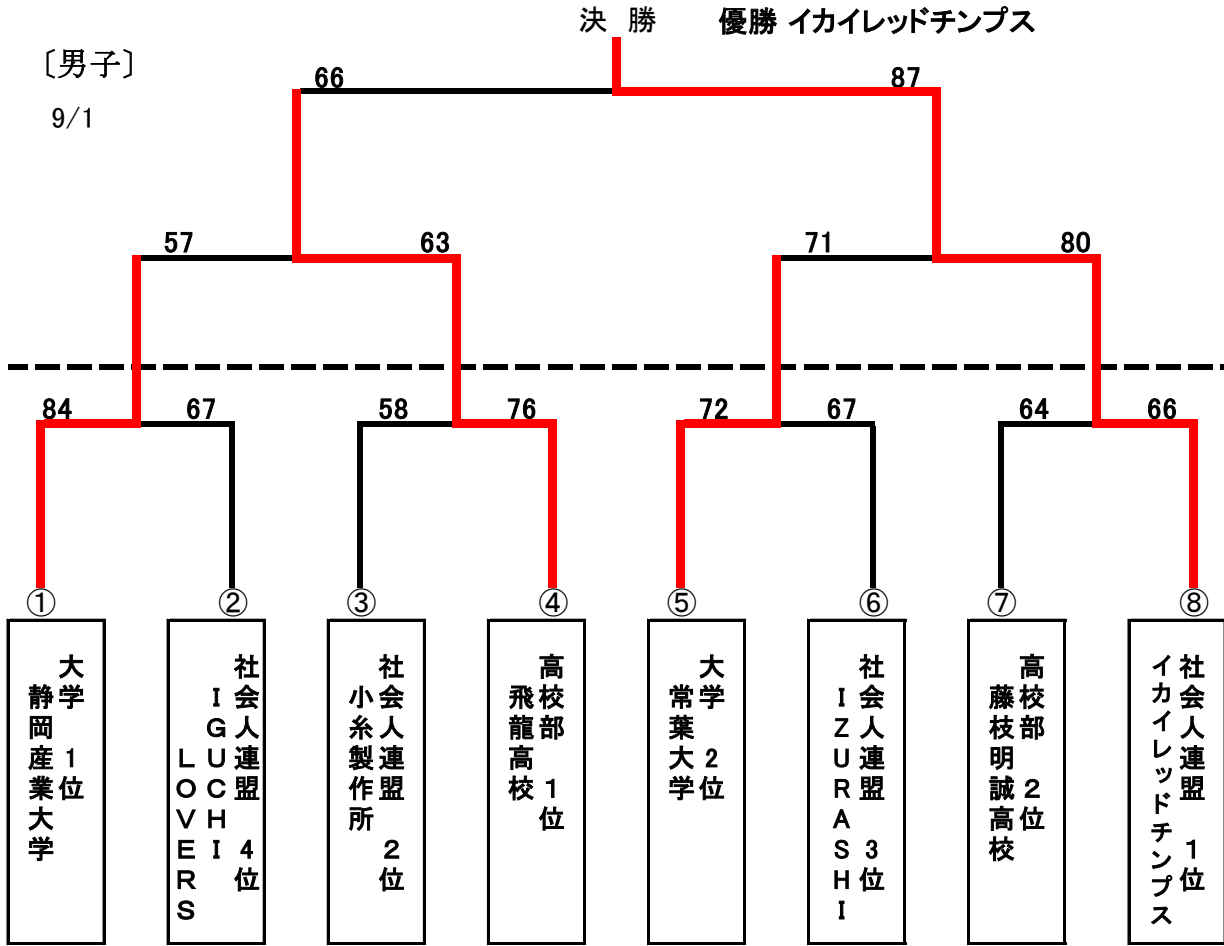 決 勝 優勝 イカイレッドチンプス
〔男子〕
66 87
9/1
57 63 71 80
84 67 58 76 72 67 64 66
① ② ③ ④ ⑤ ⑥ ⑦ ⑧
大学 1位
静岡産業大学
社会人連盟 4位
IGUCHI
LOVERS
社会人連盟 2位
小糸製作所
高校部 1位
飛龍高校
大学 2位
常葉大学
社会人連盟 3位
IZURASHI
高校部 2位
藤枝明誠高校
社会人連盟 1位
イカイレッドチンプス